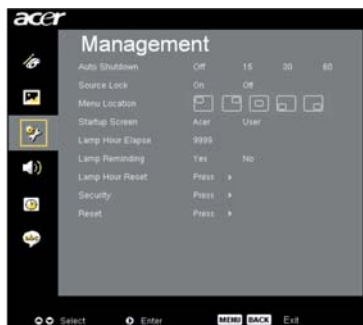 acer
Management
Auto Shutdown Off 15 30 60
Source Lock On Off
Menu Location
Startup Screen Acer User
Lamp Hour Elapse 9999
Lamp Reminding Yes No
Lamp Hour Reset Press
Security Press
Reset Press
abc
Select Enter MENU BACK Exit